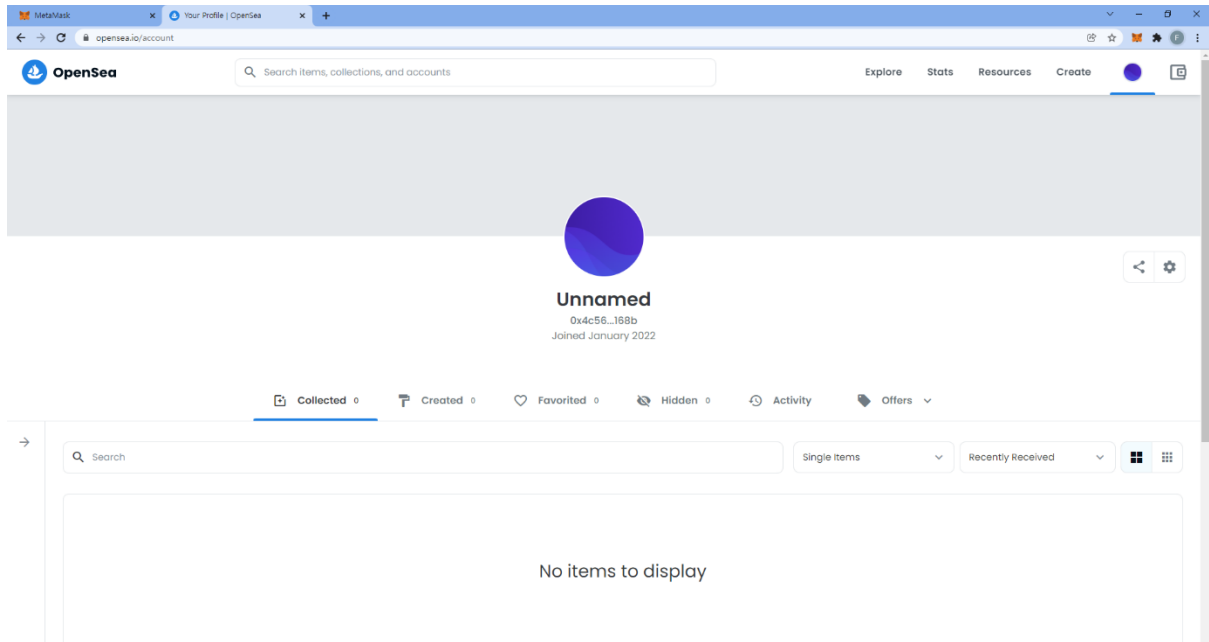 MetaMask
Your Profile | OpenSea
opensea.io/account
F
OpenSea
Search items, collections, and accounts
Explore Stats Resources Create
Unnamed
0x4c56...168b
Joined January 2022
Collected 0 Created 0 Favorited 0 Hidden 0 Activity Offers
Search
Single Items
Recently Received
No items to display